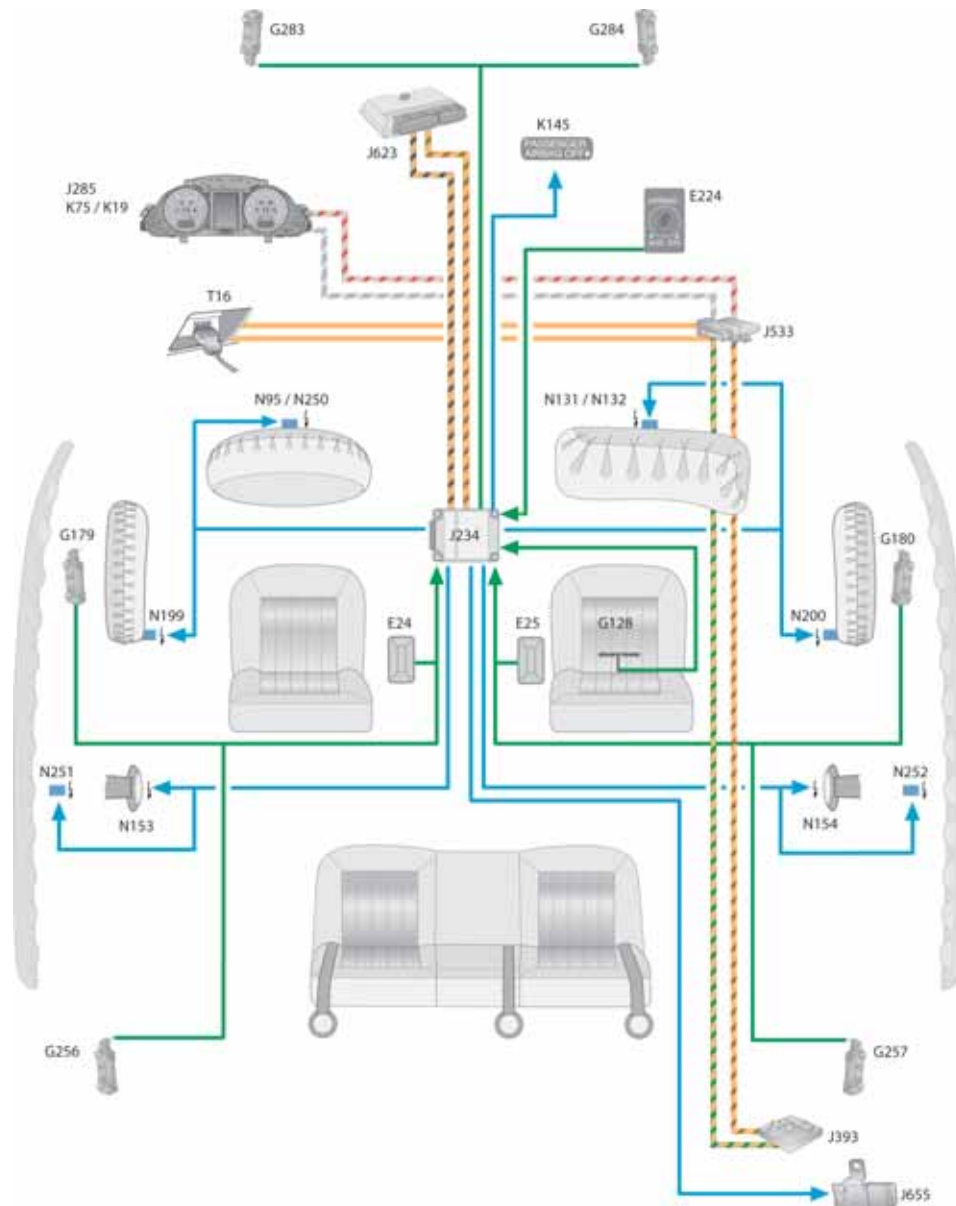 G283
G284
J623
K145
PASSENGER
AIRBAG OFF
J285
K75 / K19
E224
T16
J533
N95 / N250
N131 / N132
G179
J234
G180
N199
E24
E25
G128
N200
N251
N153
N252
N154
G256
G257
J393
J655